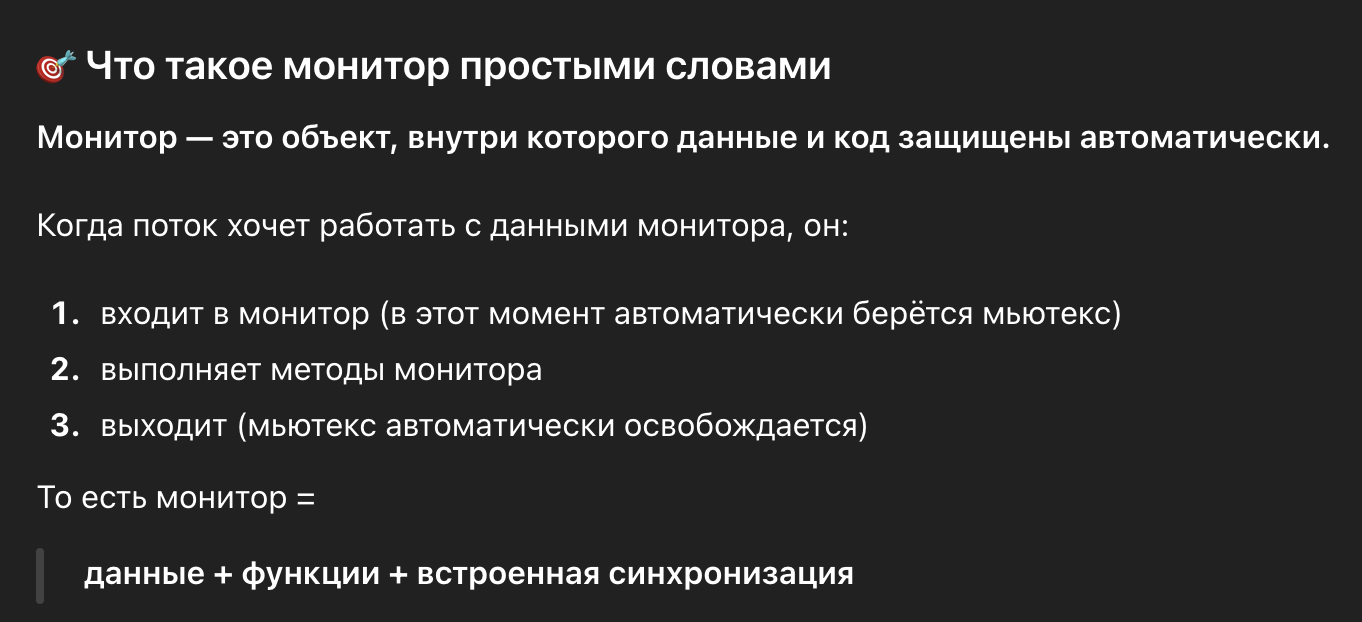 🎯 Что такое монитор простыми словами
Монитор — это объект, внутри которого данные и код защищены автоматически.
Когда поток хочет работать с данными монитора, он:
1. входит в монитор (в этот момент автоматически берётся мьютекс)
2. выполняет методы монитора
3. выходит (мьютекс автоматически освобождается)
То есть монитор =
данные + функции + встроенная синхронизация